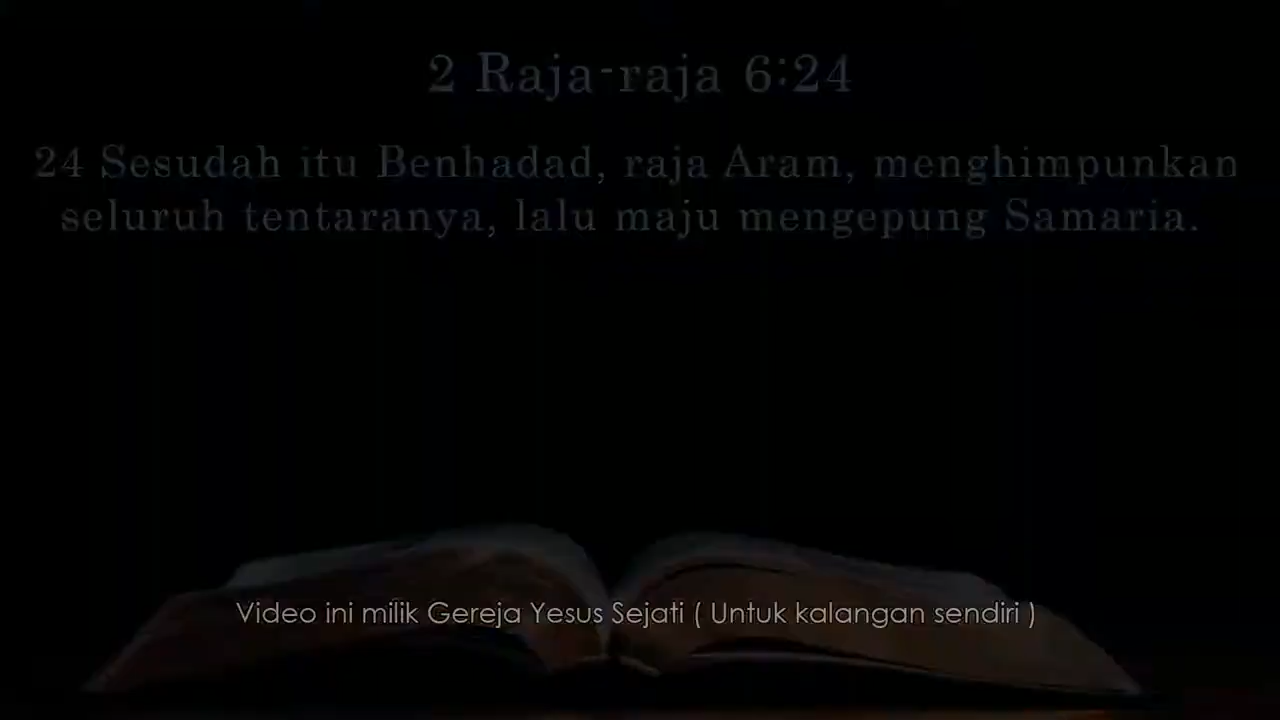 2 Raja-raja 6:24
24 Sesudah itu Benhadad, raja Aram, menghimpunkan
seluruh tentaranya, lalu maju mengepung Samaria.
Video ini milik Gereja Yesus Sejati ( Untuk kalangan sendiri )